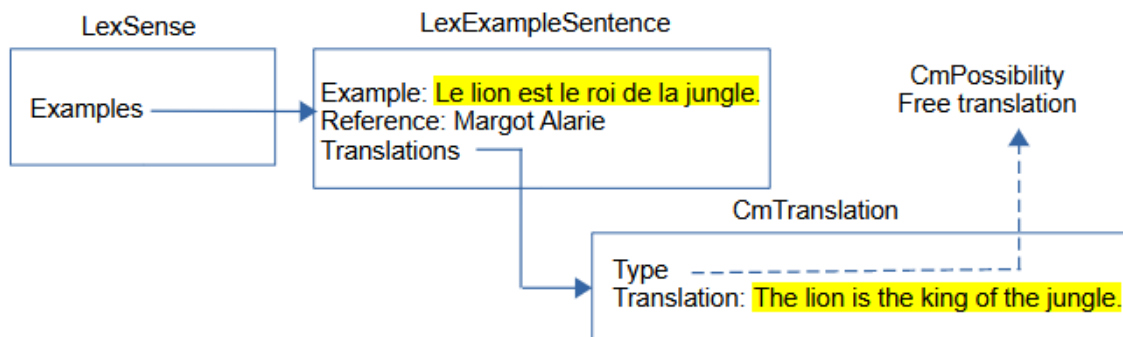 LexSense
LexExampleSentence
Examples
Example: Le lion est le roi de la jungle.
Reference: Margot Alarie
Translations
CmPossibility
Free translation
CmTranslation
Type
Translation: The lion is the king of the jungle.